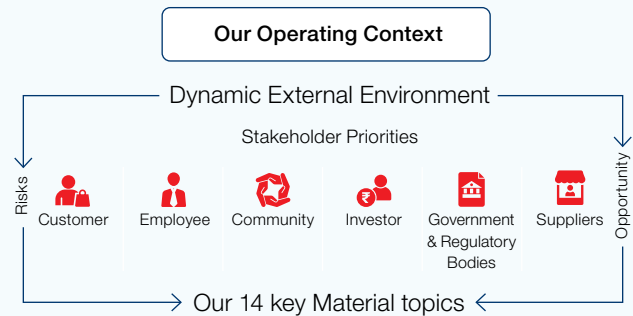 Our Operating Context
Dynamic External Environment
Stakeholder Priorities
Risks
Customer
Employee
Community
Investor
Government
& Regulatory
Bodies
Suppliers
Opportunity
Our 14 key Material topics